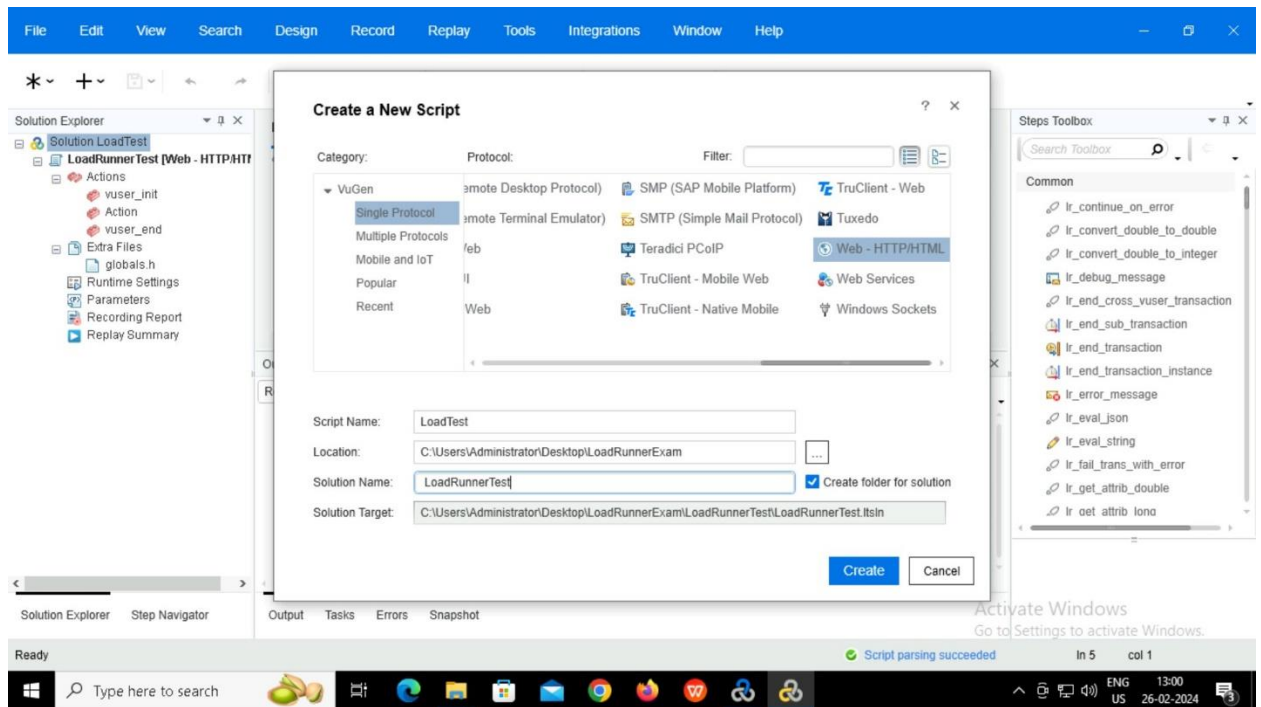 File Edit View Search Design Record Replay Tools Integrations Window Help
Solution Explorer
Solution LoadTest
LoadRunnerTest [Web - HTTP/HTM
Actions
vuser_init
Action
vuser_end
Extra Files
globals.h
Runtime Settings
Parameters
Recording Report
Replay Summary
Create a New Script
Category: Protocol: Filter:
VuGen
Single Protocol
Multiple Protocols
Mobile and IoT
Popular
Recent
emote Desktop Protocol) SMP (SAP Mobile Platform) TruClient - Web
emote Terminal Emulator) SMTP (Simple Mail Protocol) Tuxedo
Teradici PCoIP Web - HTTP/HTML
TruClient - Mobile Web Web Services
Web TruClient - Native Mobile Windows Sockets
Script Name: LoadTest
Location: C:\Users\Administrator\Desktop\LoadRunnerExam ...
Solution Name: LoadRunnerTest Create folder for solution
Solution Target: C:\Users\Administrator\Desktop\LoadRunnerExam\LoadRunnerTest\LoadRunnerTest.ltsln
Create Cancel
Steps Toolbox
Search Toolbox
Common
lr_continue_on_error
lr_convert_double_to_double
lr_convert_double_to_integer
lr_debug_message
lr_end_cross_vuser_transaction
lr_end_sub_transaction
lr_end_transaction
lr_end_transaction_instance
lr_error_message
lr_eval_json
lr_eval_string
lr_fail_trans_with_error
lr_get_attrib_double
lr_get_attrib_long
Solution Explorer Step Navigator Output Tasks Errors Snapshot
Activate Windows
Go to Settings to activate Windows.
Ready Script parsing succeeded ln 5 col 1
Type here to search ENG 13:00
US 26-02-2024 3